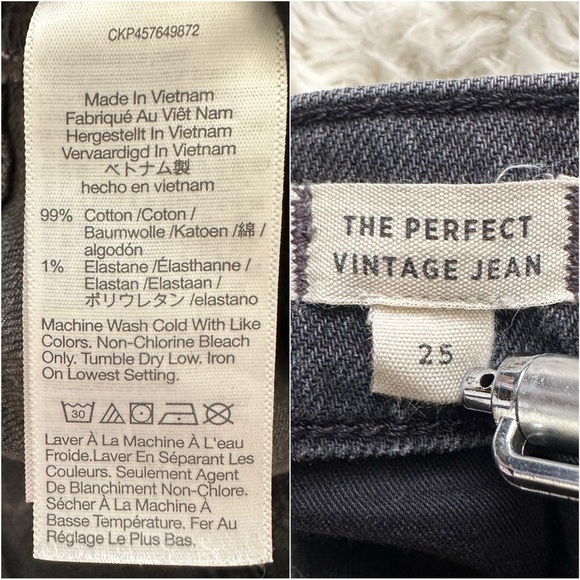 CKP457649872
Made In Vietnam
Fabriqué Au Viêt Nam
Hergestellt In Vietnam
Vervaardigd In Vietnam
ベトナム製
hecho en vietnam
99% Cotton /Coton /
Baumwolle /Katoen /綿 /
algodón
1% Elastane /Élasthanne /
Elastan /Elastaan /
ポリウレタン /elastano
Machine Wash Cold With Like
Colors. Non-Chlorine Bleach
Only. Tumble Dry Low. Iron
On Lowest Setting.
30
Laver À La Machine À L'eau
Froide.Laver En Séparant Les
Couleurs. Seulement Agent
De Blanchiment Non-Chlore.
Sécher À La Machine À
Basse Température. Fer Au
Réglage Le Plus Bas.
THE PERFECT
VINTAGE JEAN
25